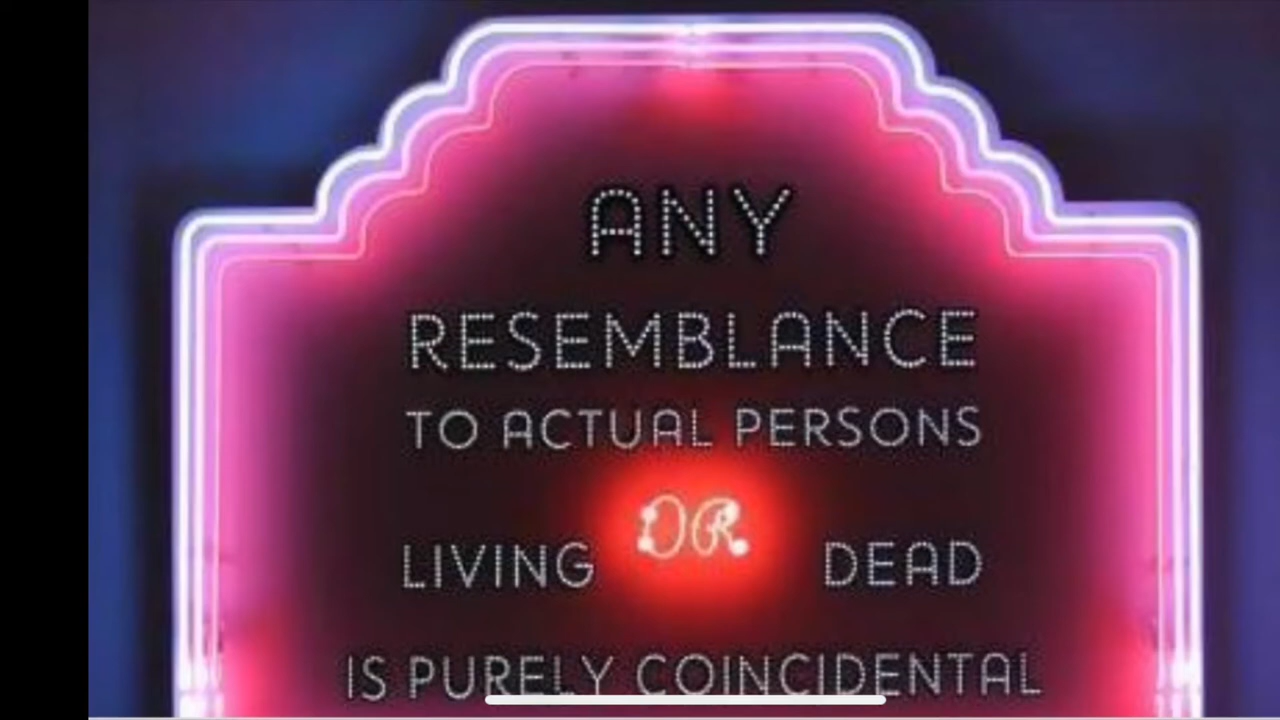 ANY
RESEMBLANCE
TO ACTUAL PERSONS
LIVING OR DEAD
IS PURELY COINCIDENTAL